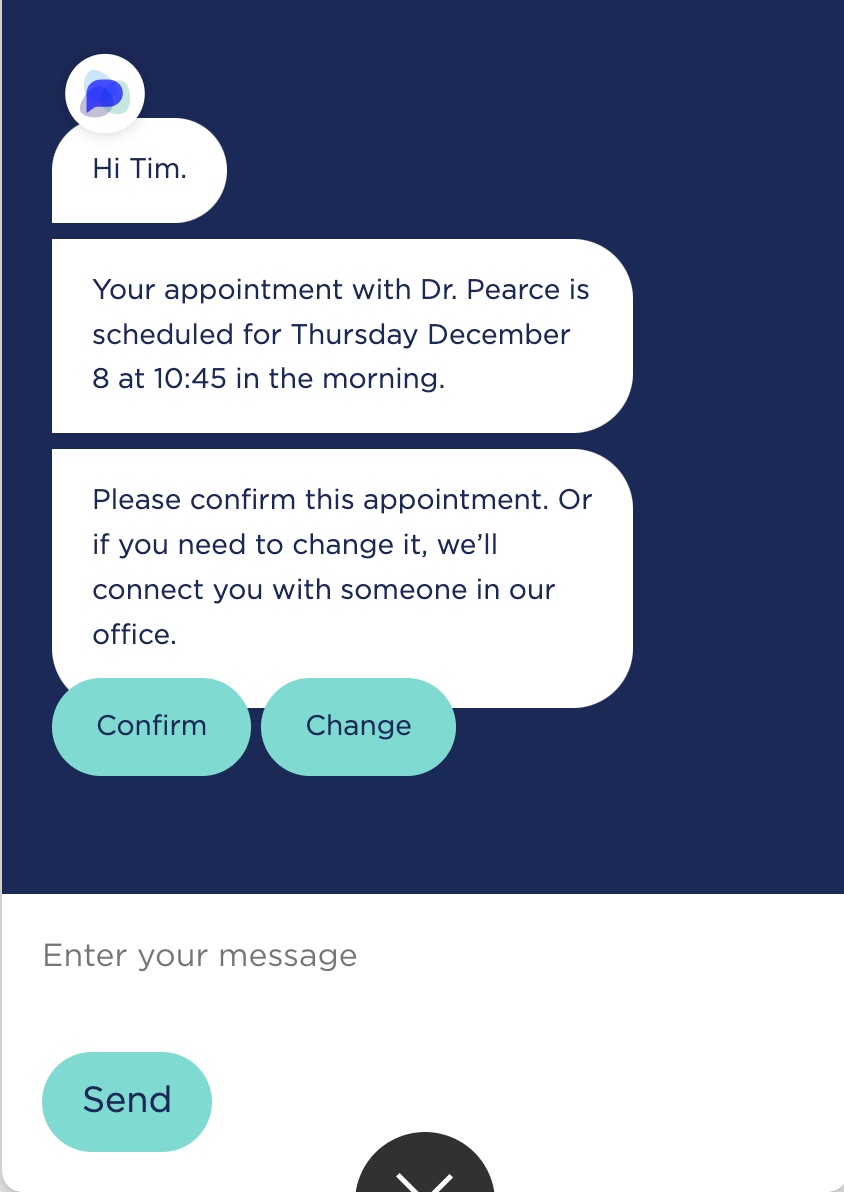 Hi Tim.
Your appointment with Dr. Pearce is
scheduled for Thursday December
8 at 10:45 in the morning.
Please confirm this appointment. Or
if you need to change it, we’ll
connect you with someone in our
office.
Confirm Change
Enter your message
Send